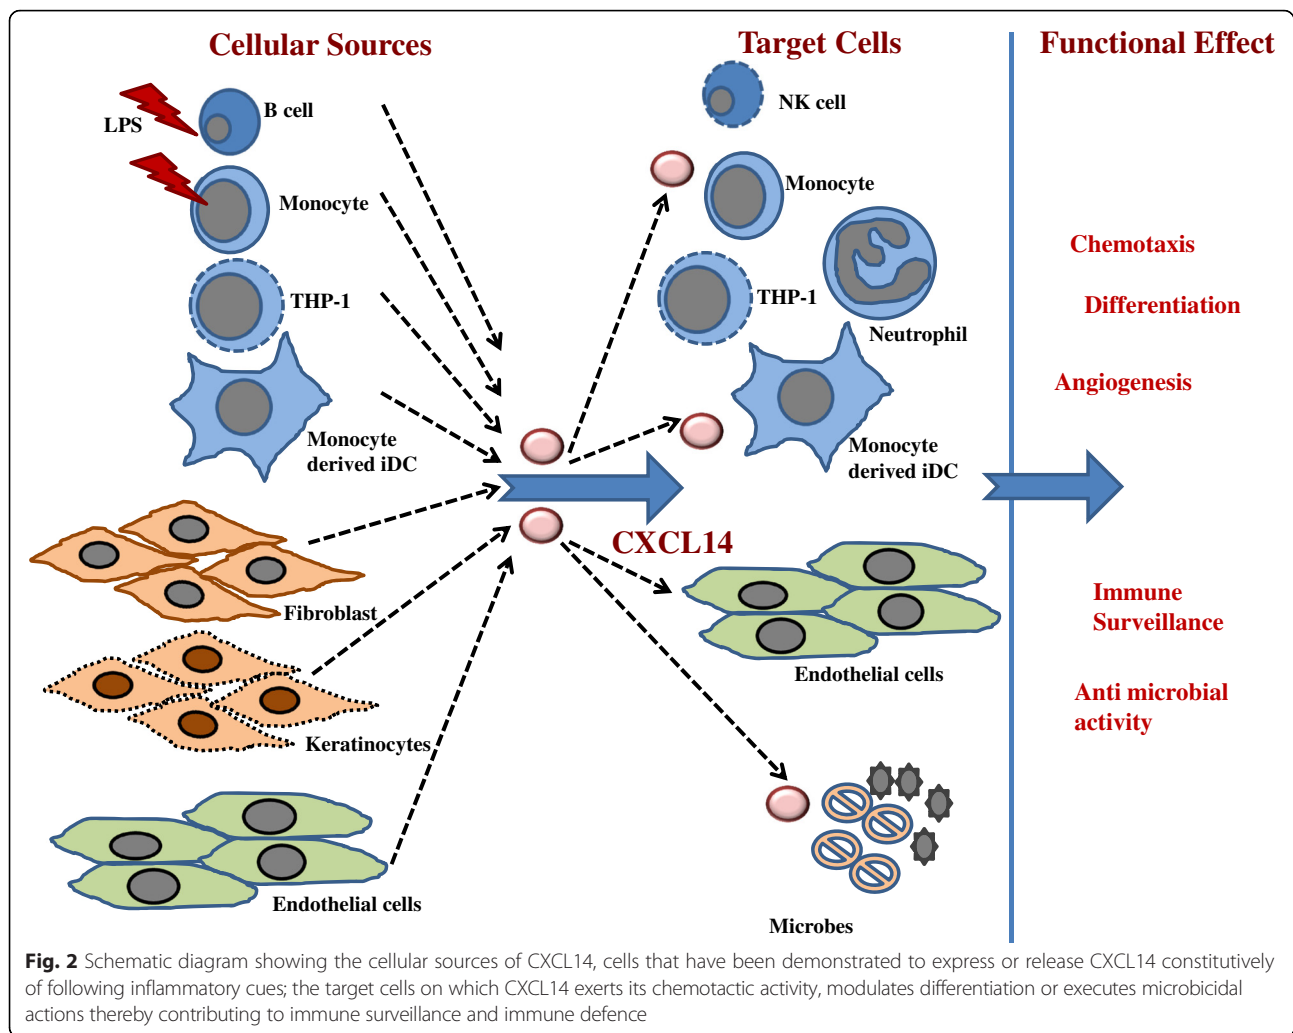 Cellular Sources
Target Cells
Functional Effect
LPS
B cell
Monocyte
THP-1
Monocyte
derived iDC
Fibroblast
Keratinocytes
Endothelial cells
CXCL14
NK cell
Monocyte
THP-1
Neutrophil
Monocyte
derived iDC
Endothelial cells
Microbes
Chemotaxis
Differentiation
Angiogenesis
Immune
Surveillance
Anti microbial
activity
Fig. 2 Schematic diagram showing the cellular sources of CXCL14, cells that have been demonstrated to express or release CXCL14 constitutively
of following inflammatory cues; the target cells on which CXCL14 exerts its chemotactic activity, modulates differentiation or executes microbicidal
actions thereby contributing to immune surveillance and immune defence